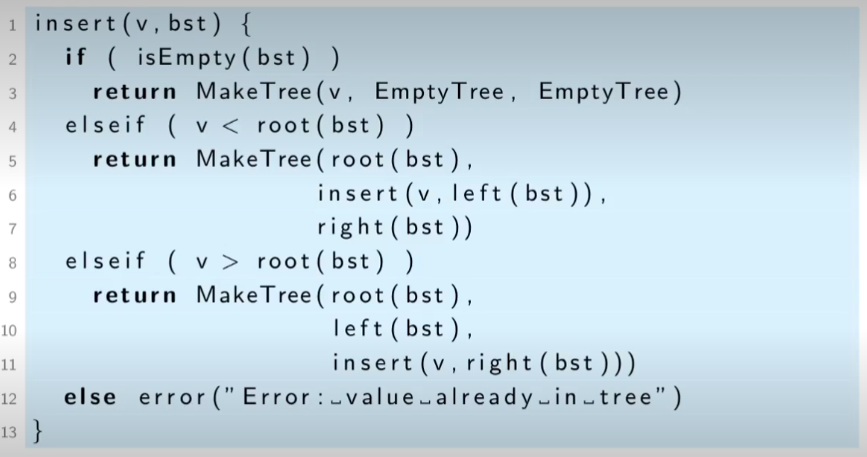 1 insert(v,bst) {
2 if ( isEmpty(bst) )
3 return MakeTree(v, EmptyTree, EmptyTree)
4 elseif ( v < root(bst) )
5 return MakeTree(root(bst),
6 insert(v,left(bst)),
7 right(bst))
8 elseif ( v > root(bst) )
9 return MakeTree(root(bst),
10 left(bst),
11 insert(v,right(bst)))
12 else error("Error:␣value␣already␣in␣tree")
13 }